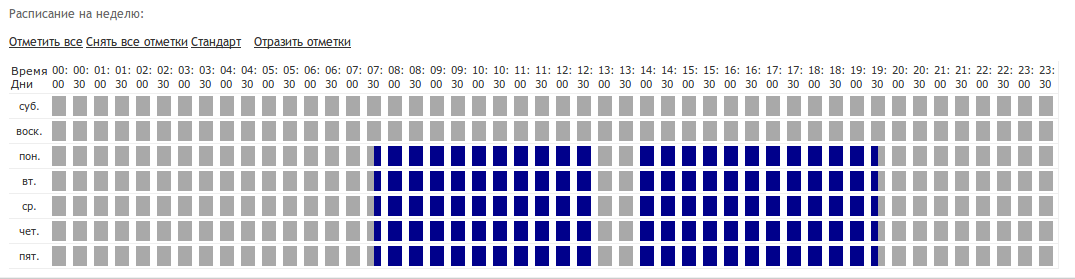 Расписание на неделю:
Отметить все Снять все отметки Стандарт Отразить отметки
Время 00: 00: 01: 01: 02: 02: 03: 03: 04: 04: 05: 05: 06: 06: 07: 07: 08: 08: 09: 09: 10: 10: 11: 11: 12: 12: 13: 13: 14: 14: 15: 15: 16: 16: 17: 17: 18: 18: 19: 19: 20: 20: 21: 21: 22: 22: 23: 23:
Дни 00 30 00 30 00 30 00 30 00 30 00 30 00 30 00 30 00 30 00 30 00 30 00 30 00 30 00 30 00 30 00 30 00 30 00 30 00 30 00 30 00 30 00 30 00 30 00 30
суб.
воск.
пон.
вт.
ср.
чет.
пят.